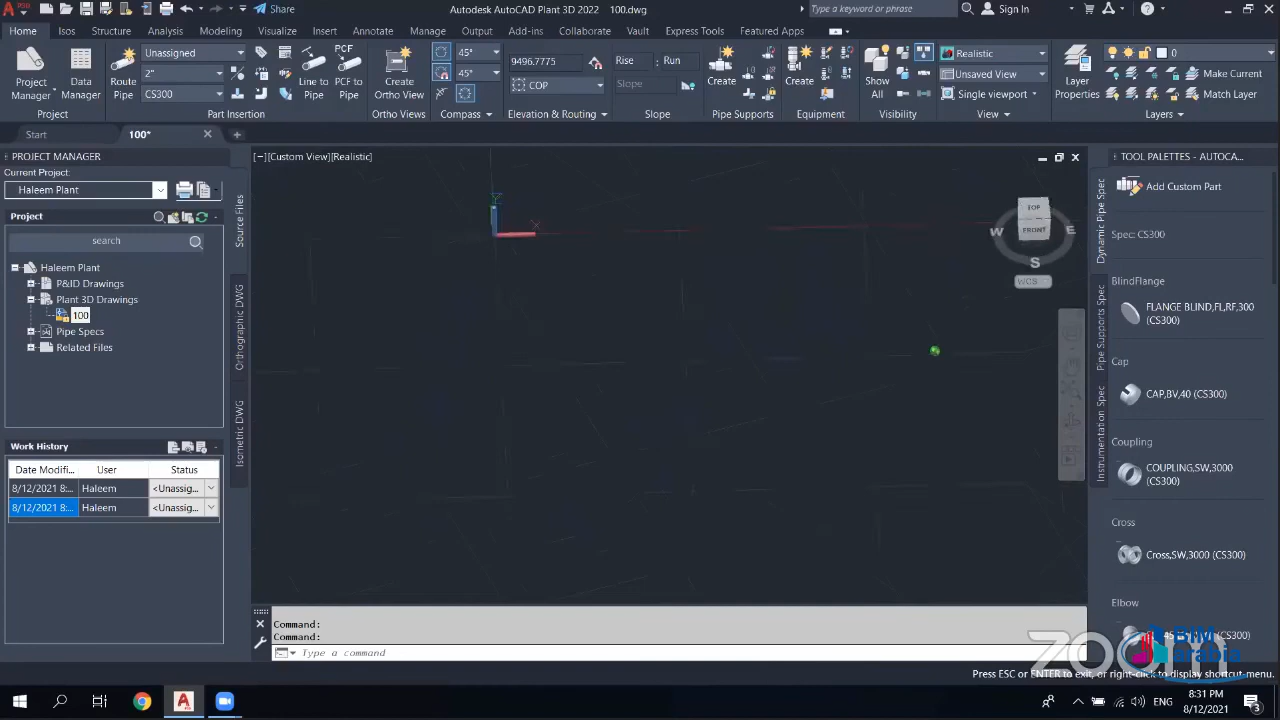 Share
Autodesk AutoCAD Plant 3D 2022 100.dwg
Type a keyword or phrase
Sign In
Home Isos Structure Analysis Modeling Visualize Insert Annotate Manage Output Add-ins Collaborate Vault Express Tools Featured Apps
Project Manager
Data Manager
Project
Route Pipe
Unassigned
2"
CS300
Line to Pipe
PCF to Pipe
Part Insertion
Create Ortho View
Ortho Views
45°
45°
Compass
9496.7775
COP
Elevation & Routing
Rise : Run
Slope
Slope
Create
Pipe Supports
Create
Equipment
Show All
Visibility
Realistic
Unsaved View
Single viewport
View
Layer Properties
0
Make Current
Match Layer
Layers
Start
100*
PROJECT MANAGER
Current Project:
Haleem Plant
Project
search
Haleem Plant
P&ID Drawings
Plant 3D Drawings
100
Pipe Specs
Related Files
Source Files
Orthographic DWG
Isometric DWG
Work History
Date Modifi... User Status
8/12/2021 8:... Haleem <Unassig...
8/12/2021 8:... Haleem <Unassig...
[−][Custom View][Realistic]
Y
X
TOP
FRONT
W
E
S
WCS
Command:
Command:
Type a command
TOOL PALETTES - AUTOCA...
Dynamic Pipe Spec
Pipe Supports Spec
Instrumentation Spec
Add Custom Part
Spec: CS300
BlindFlange
FLANGE BLIND,FL,RF,300 (CS300)
Cap
CAP,BV,40 (CS300)
Coupling
COUPLING,SW,3000 (CS300)
Cross
Cross,SW,3000 (CS300)
Elbow
zoom
BIM
arabia
Press ESC or ENTER to exit, or right-click to display shortcut-menu.
ENG
8:31 PM
8/12/2021
3